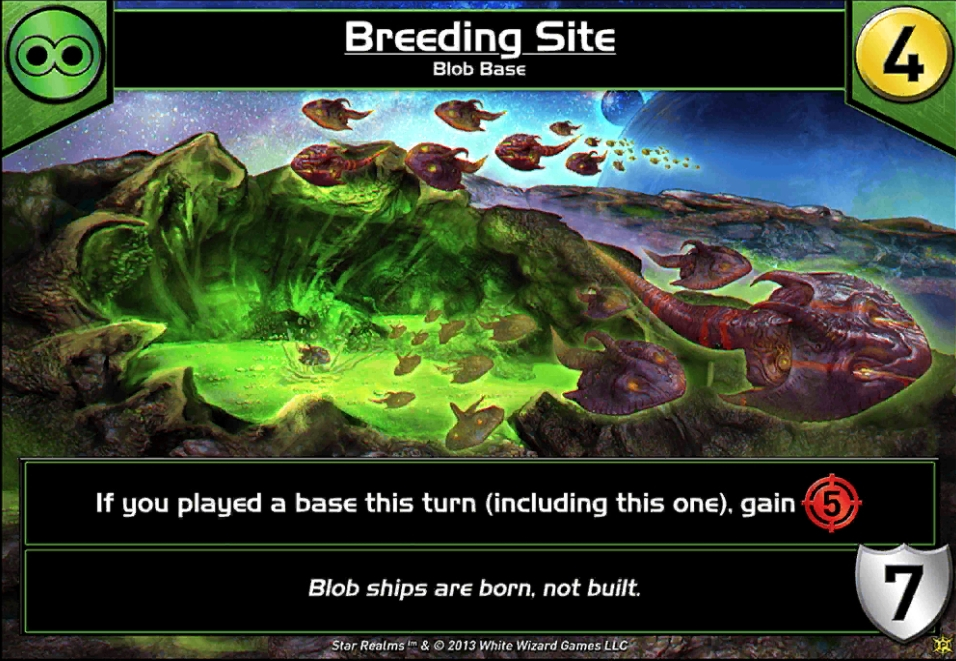 Breeding Site
4
Blob Base
If you played a base this turn (including this one), gain 5
Blob ships are born, not built.
7
Star Realms™ & © 2013 White Wizard Games LLC